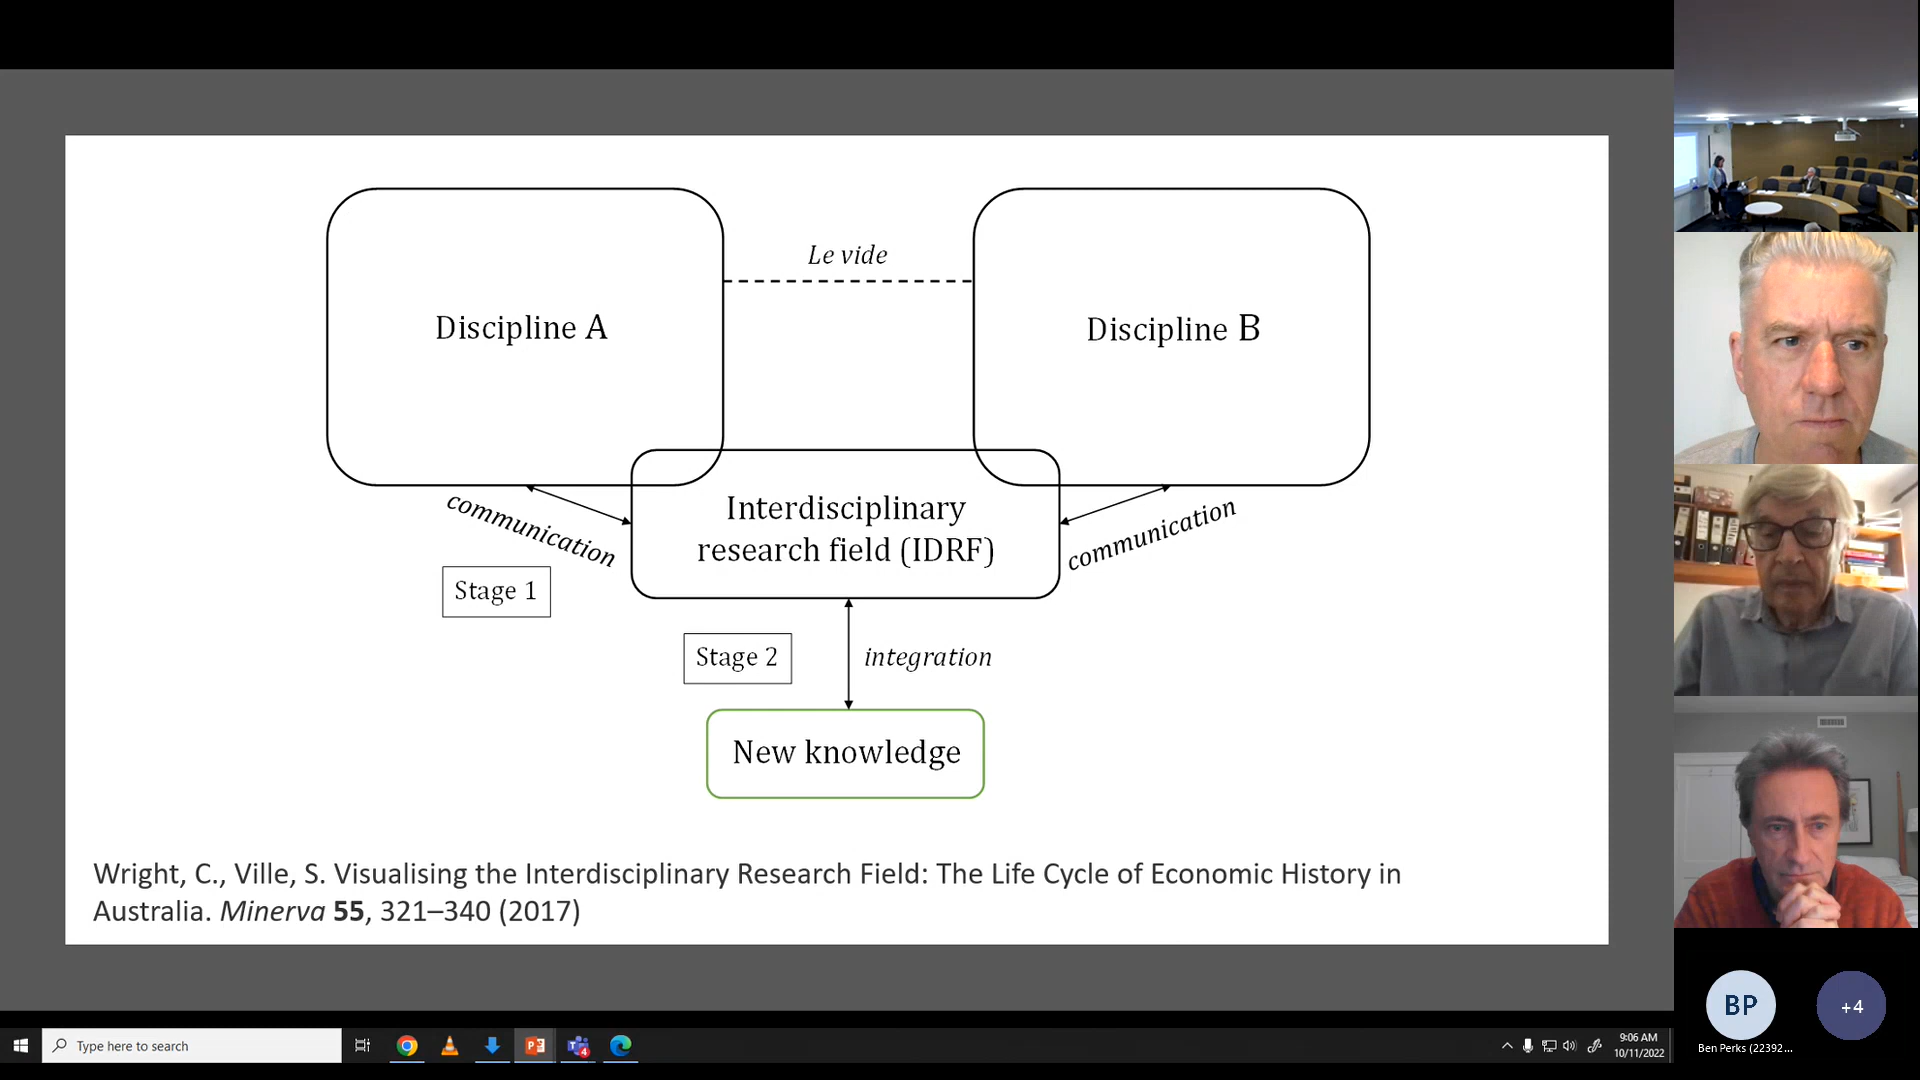 Le vide
Discipline A
Discipline B
communication
communication
Interdisciplinary
research field (IDRF)
Stage 1
Stage 2
integration
New knowledge
Wright, C., Ville, S. Visualising the Interdisciplinary Research Field: The Life Cycle of Economic History in
Australia. Minerva 55, 321–340 (2017)
BP
+4
Ben Perks (22392...
Type here to search
4
9:06 AM
10/11/2022